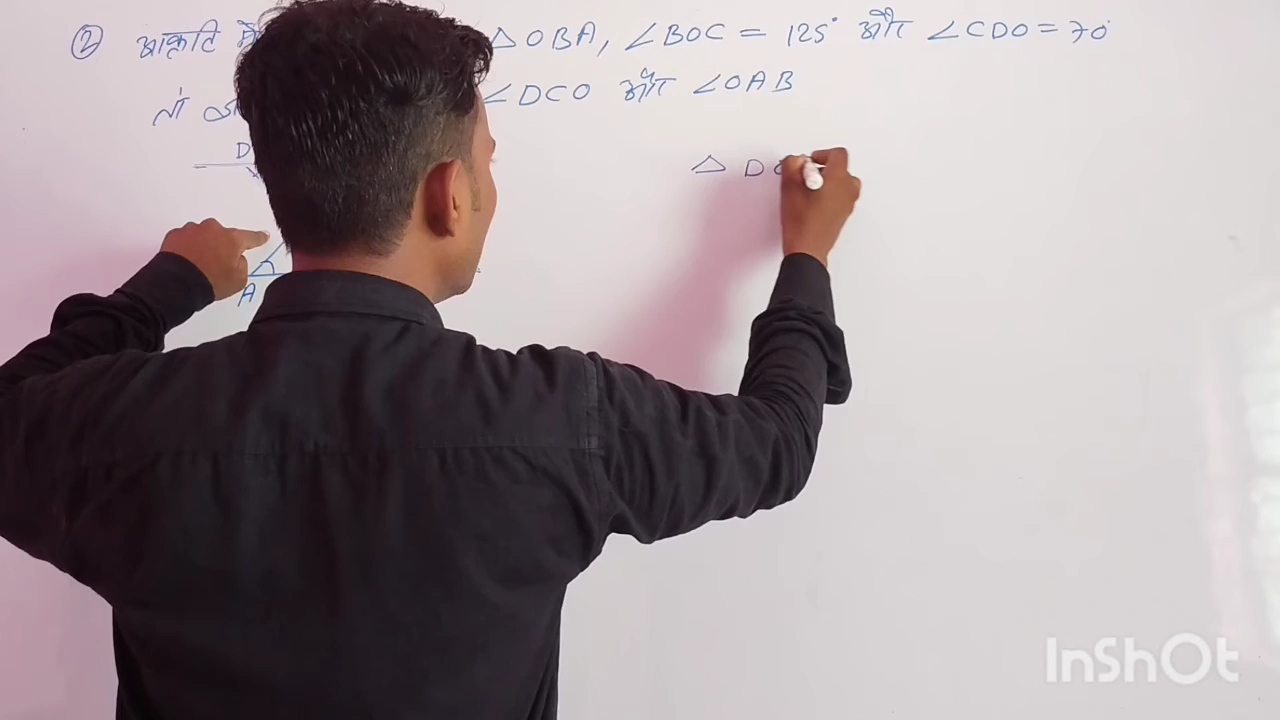 ② आकृति में △OBA, ∠BOC = 125° और ∠CDO = 70°
तो ∠DCO और ∠OAB
D
△ DC
A
InShOt